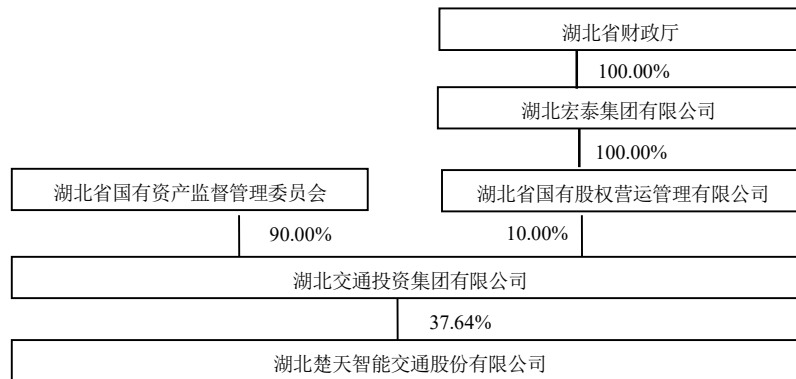 湖北省财政厅
100.00%
湖北宏泰集团有限公司
100.00%
湖北省国有资产监督管理委员会
湖北省国有股权营运管理有限公司
90.00%
10.00%
湖北交通投资集团有限公司
37.64%
湖北楚天智能交通股份有限公司